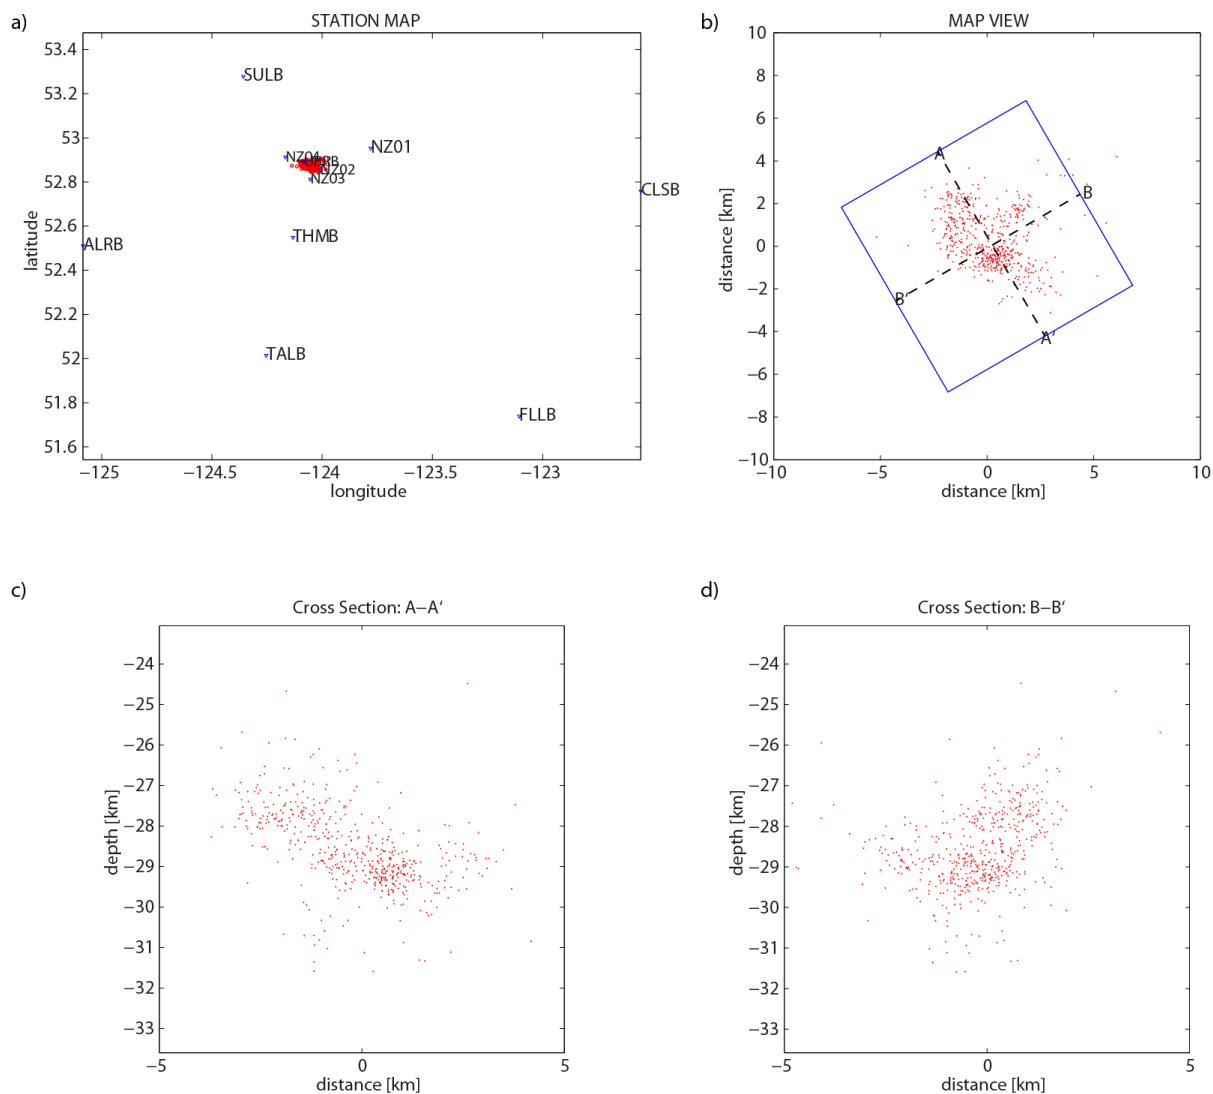 a)
STATION MAP
53.4
53.2
53
52.8
52.6
52.4
52.2
52
51.8
51.6
latitude
SULB
NZ04
NZ01
NZ02
NZ03
CLSB
THMB
ALRB
TALB
FLLB
−125
−124.5
−124
−123.5
−123
longitude
b)
MAP VIEW
10
8
6
4
2
0
−2
−4
−6
−8
−10
distance [km]
A
B
B‘
A‘
−10
−5
0
5
10
distance [km]
c)
Cross Section: A−A‘
−24
−25
−26
−27
−28
−29
−30
−31
−32
−33
depth [km]
−5
0
5
distance [km]
d)
Cross Section: B−B‘
−24
−25
−26
−27
−28
−29
−30
−31
−32
−33
depth [km]
−5
0
5
distance [km]